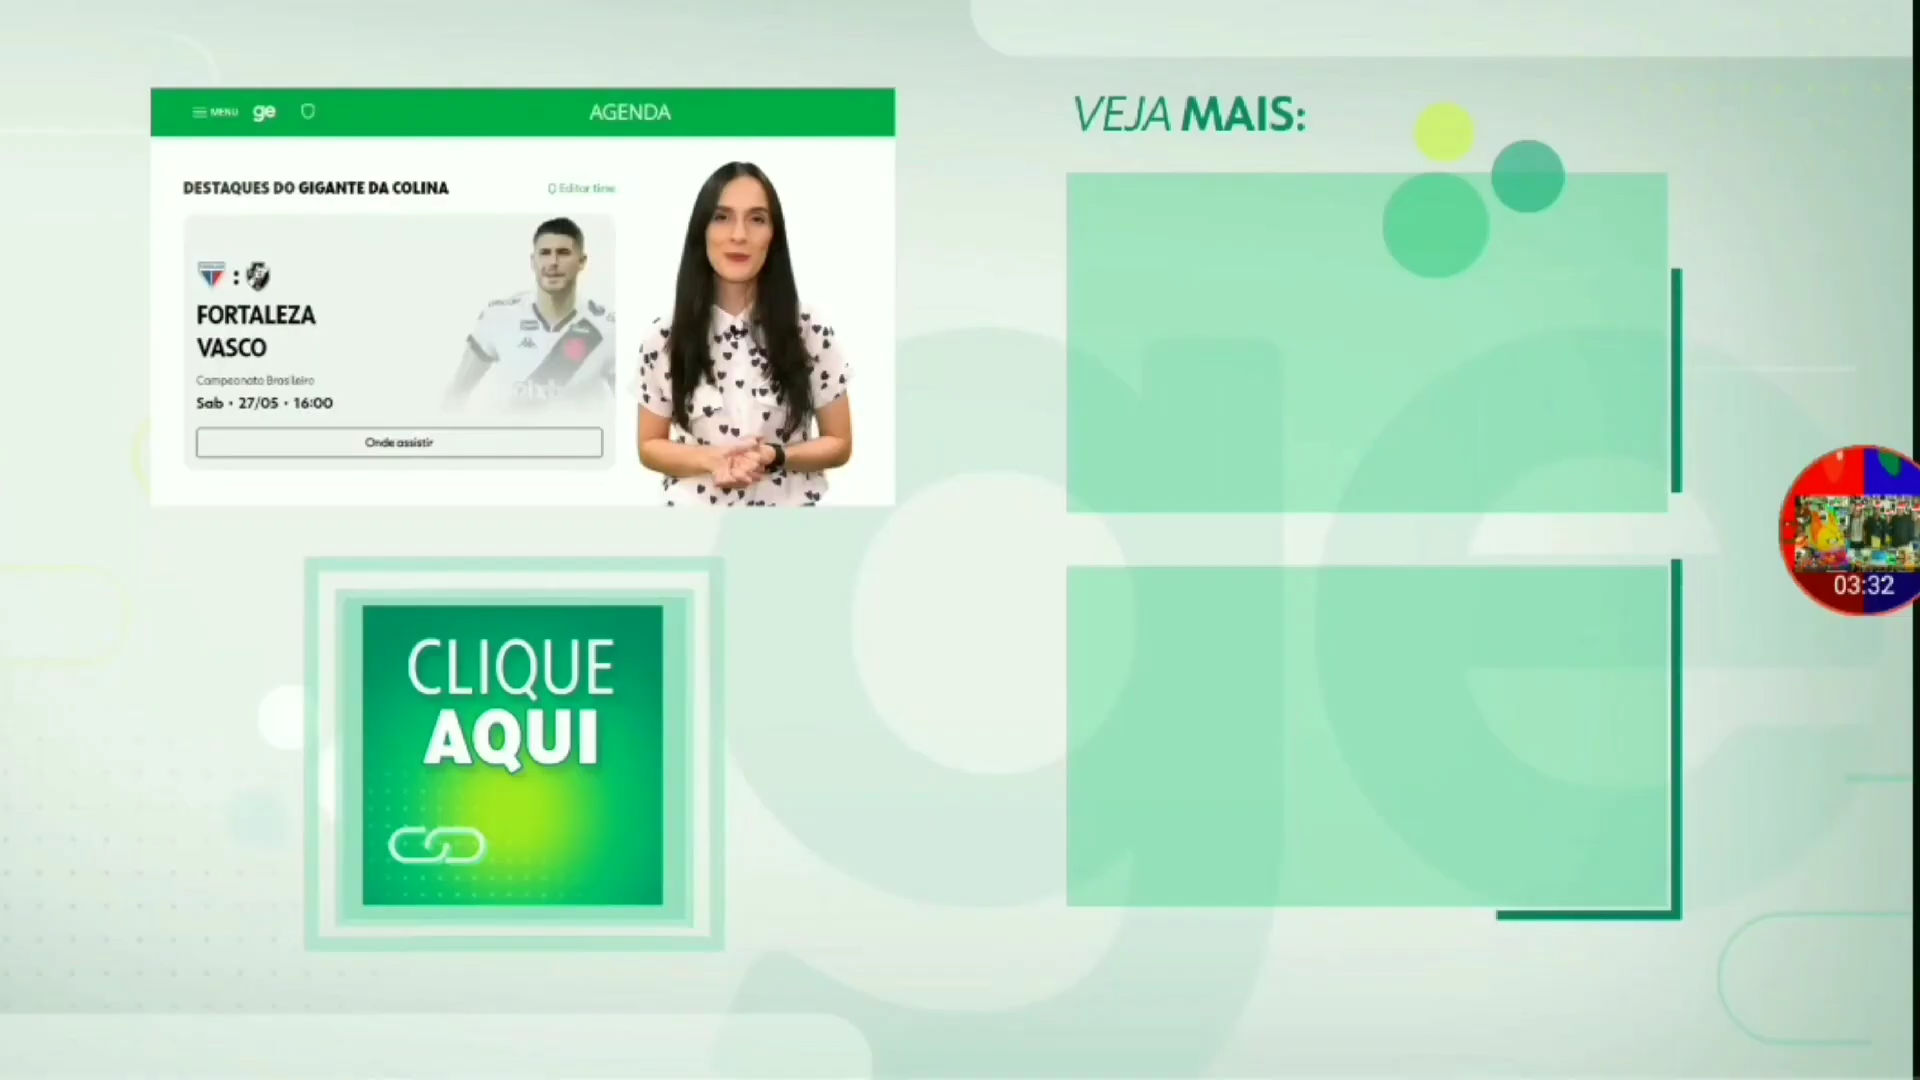 MENU ge AGENDA
DESTAQUES DO GIGANTE DA COLINA
Editar time
FORTALEZA
VASCO
Campeonato Brasileiro
Sab • 27/05 • 16:00
Onde assistir
VEJA MAIS:
CLIQUE
AQUI
03:32